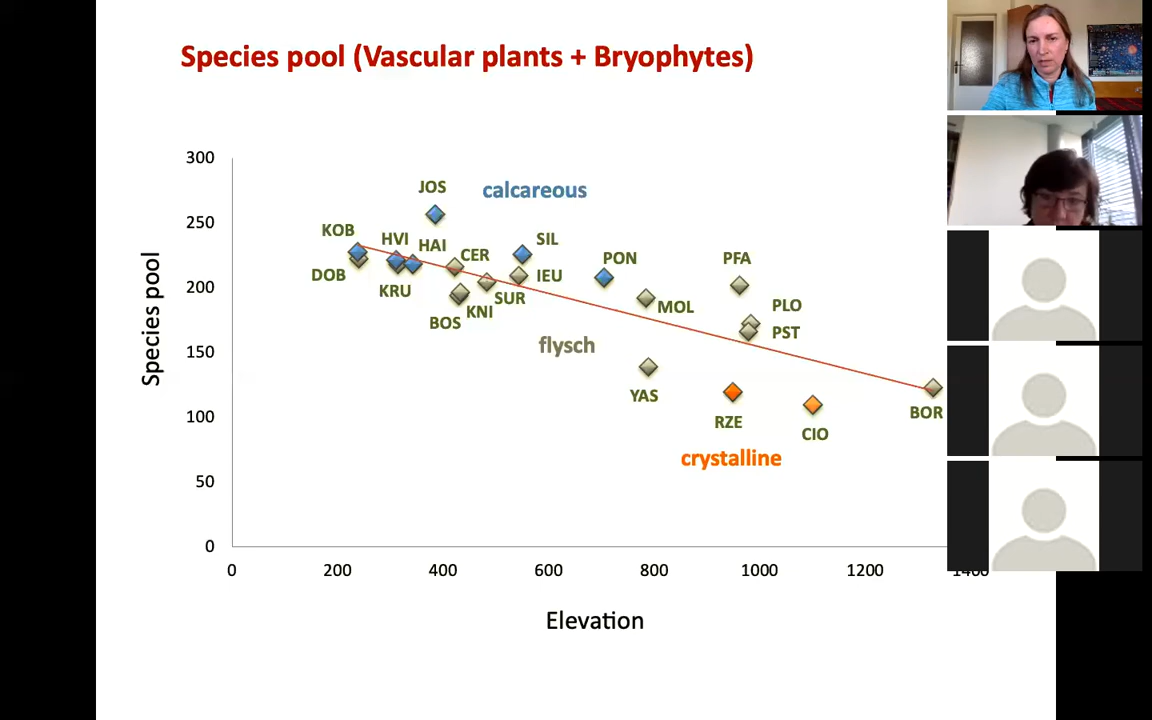 Species pool (Vascular plants + Bryophytes)
300
JOS
calcareous
250
KOB
HVI
HAI
SIL
CER
PON
PFA
DOB
IEU
200
KRU
SUR
MOL
PLO
KNI
BOS
PST
Species pool
flysch
150
YAS
BOR
100
RZE
CIO
crystalline
50
0
0
200
400
600
800
1000
1200
1400
Elevation